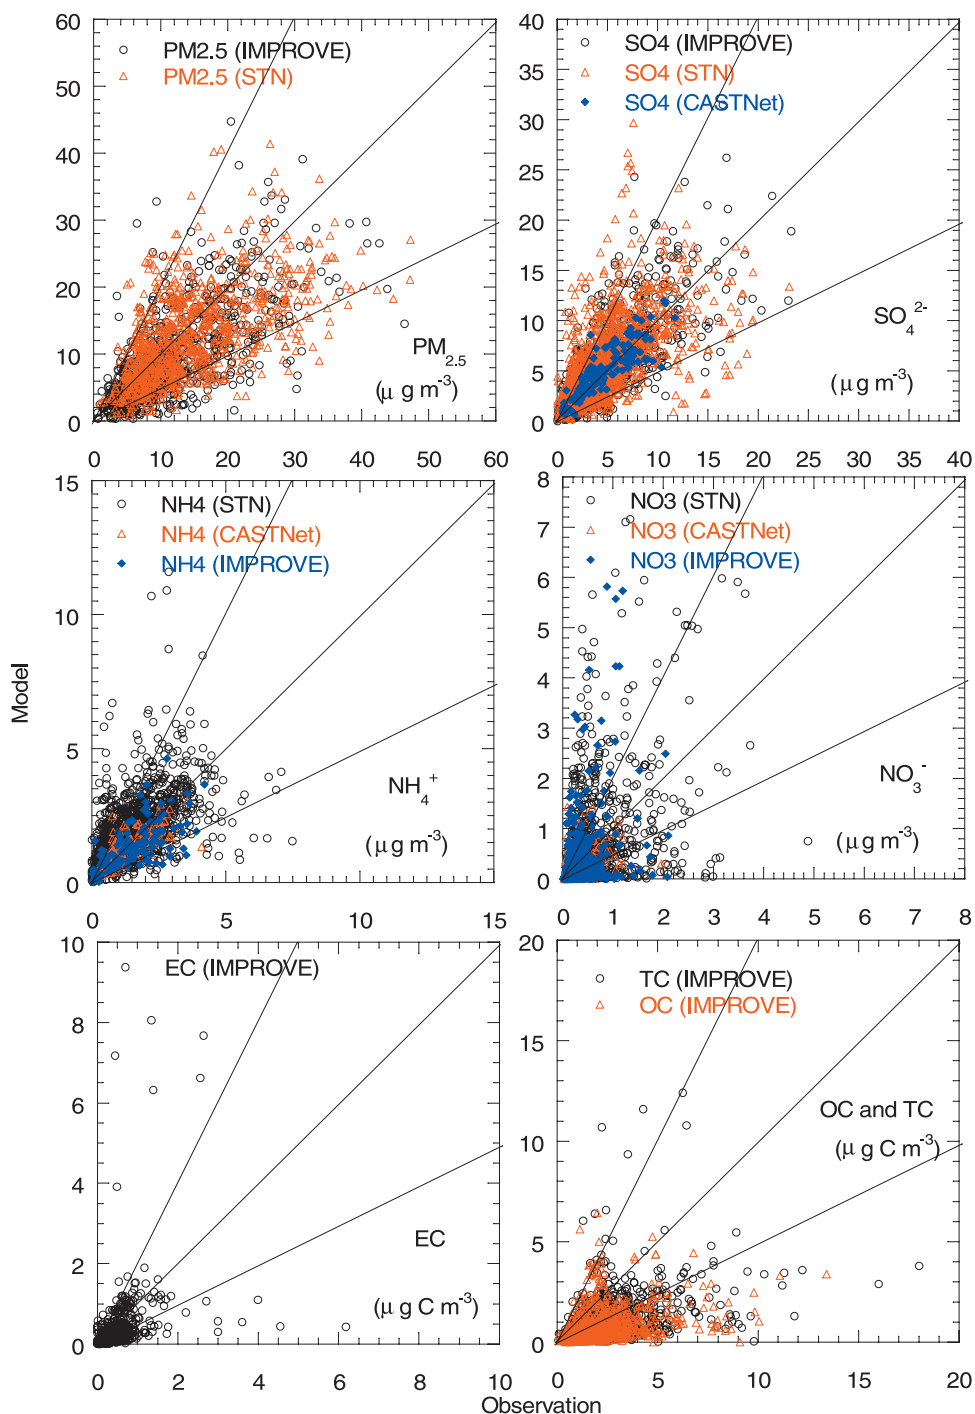 60
50
40
30
20
10
0
PM2.5 (IMPROVE)
PM2.5 (STN)
PM2.5
(μ g m-3)
0 10 20 30 40 50 60
40
35
30
25
20
15
10
5
0
SO4 (IMPROVE)
SO4 (STN)
SO4 (CASTNet)
SO4 2-
(μ g m-3)
0 5 10 15 20 25 30 35 40
15
10
5
0
NH4 (STN)
NH4 (CASTNet)
NH4 (IMPROVE)
NH4 +
(μ g m-3)
0 5 10 15
8
7
6
5
4
3
2
1
0
NO3 (STN)
NO3 (CASTNet)
NO3 (IMPROVE)
NO3 -
(μ g m-3)
0 1 2 3 4 5 6 7 8
Model
10
8
6
4
2
0
EC (IMPROVE)
EC
(μ g C m-3)
0 2 4 6 8 10
20
15
10
5
0
TC (IMPROVE)
OC (IMPROVE)
OC and TC
(μ g C m-3)
0 5 10 15 20
Observation